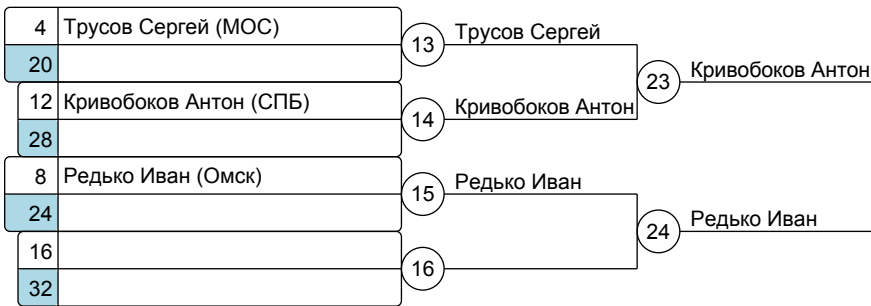 4 Трусов Сергей (МОС)
20
13 Трусов Сергей
12 Кривобоков Антон (СПБ)
28
14 Кривобоков Антон
23 Кривобоков Антон
8 Редько Иван (Омск)
24
15 Редько Иван
16
32
16
24 Редько Иван